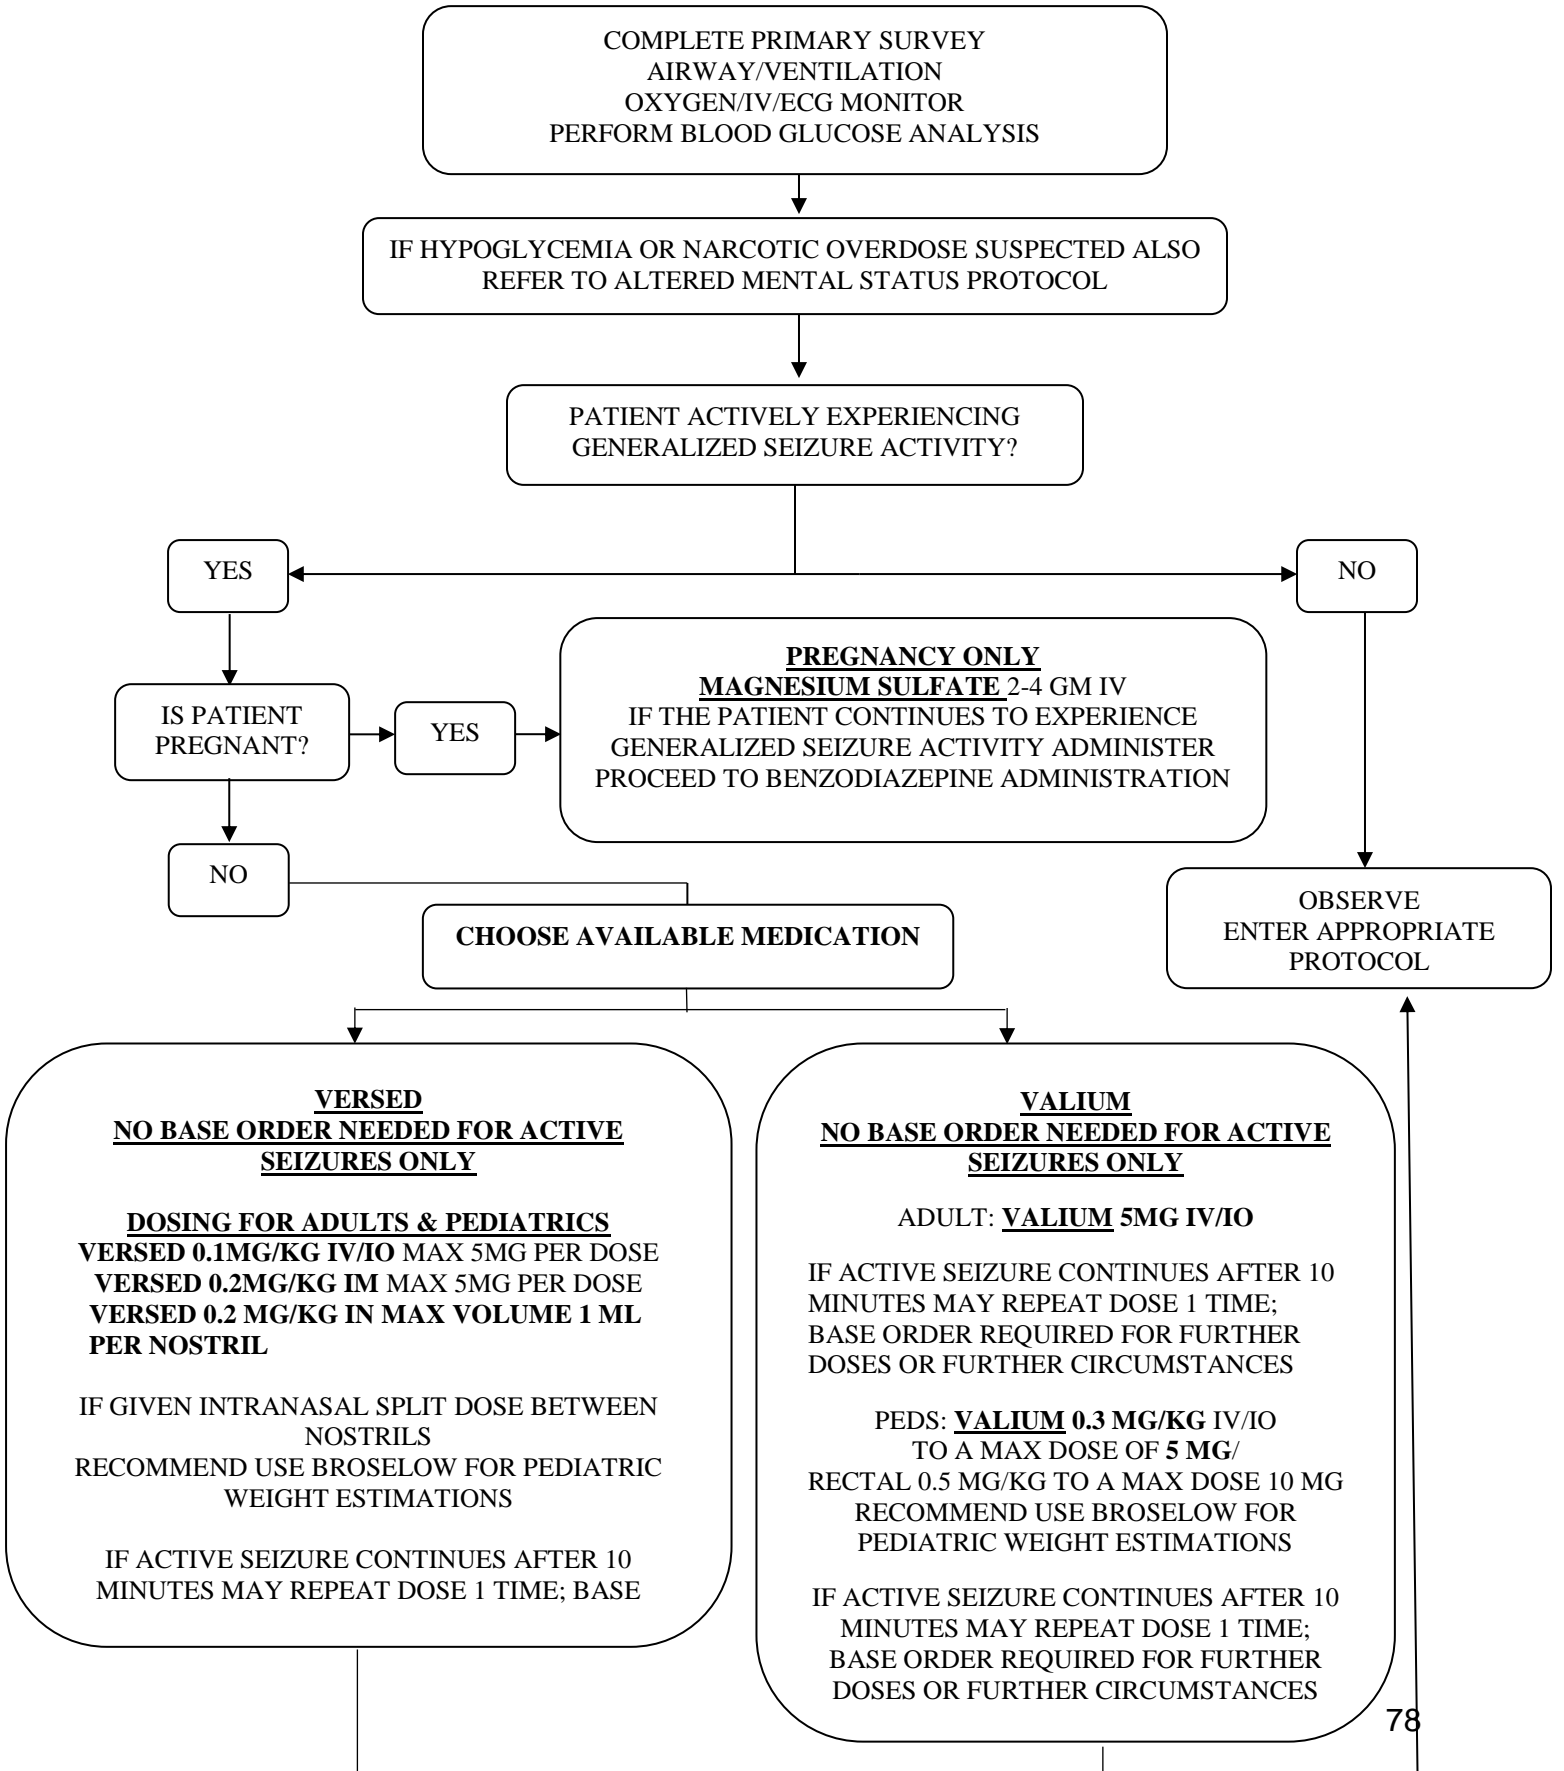 COMPLETE PRIMARY SURVEY
AIRWAY/VENTILATION
OXYGEN/IV/ECG MONITOR
PERFORM BLOOD GLUCOSE ANALYSIS
IF HYPOGLYCEMIA OR NARCOTIC OVERDOSE SUSPECTED ALSO
REFER TO ALTERED MENTAL STATUS PROTOCOL
PATIENT ACTIVELY EXPERIENCING
GENERALIZED SEIZURE ACTIVITY?
YES
NO
PREGNANCY ONLY
MAGNESIUM SULFATE 2-4 GM IV
IF THE PATIENT CONTINUES TO EXPERIENCE
GENERALIZED SEIZURE ACTIVITY ADMINISTER
PROCEED TO BENZODIAZEPINE ADMINISTRATION
IS PATIENT
PREGNANT?
YES
NO
OBSERVE
ENTER APPROPRIATE
PROTOCOL
CHOOSE AVAILABLE MEDICATION
VERSED
NO BASE ORDER NEEDED FOR ACTIVE
SEIZURES ONLY
DOSING FOR ADULTS & PEDIATRICS
VERSED 0.1MG/KG IV/IO MAX 5MG PER DOSE
VERSED 0.2MG/KG IM MAX 5MG PER DOSE
VERSED 0.2 MG/KG IN MAX VOLUME 1 ML
PER NOSTRIL
IF GIVEN INTRANASAL SPLIT DOSE BETWEEN
NOSTRILS
RECOMMEND USE BROSELOW FOR PEDIATRIC
WEIGHT ESTIMATIONS
IF ACTIVE SEIZURE CONTINUES AFTER 10
MINUTES MAY REPEAT DOSE 1 TIME; BASE
VALIUM
NO BASE ORDER NEEDED FOR ACTIVE
SEIZURES ONLY
ADULT: VALIUM 5MG IV/IO
IF ACTIVE SEIZURE CONTINUES AFTER 10
MINUTES MAY REPEAT DOSE 1 TIME;
BASE ORDER REQUIRED FOR FURTHER
DOSES OR FURTHER CIRCUMSTANCES
PEDS: VALIUM 0.3 MG/KG IV/IO
TO A MAX DOSE OF 5 MG/
RECTAL 0.5 MG/KG TO A MAX DOSE 10 MG
RECOMMEND USE BROSELOW FOR
PEDIATRIC WEIGHT ESTIMATIONS
IF ACTIVE SEIZURE CONTINUES AFTER 10
MINUTES MAY REPEAT DOSE 1 TIME;
BASE ORDER REQUIRED FOR FURTHER
DOSES OR FURTHER CIRCUMSTANCES
78